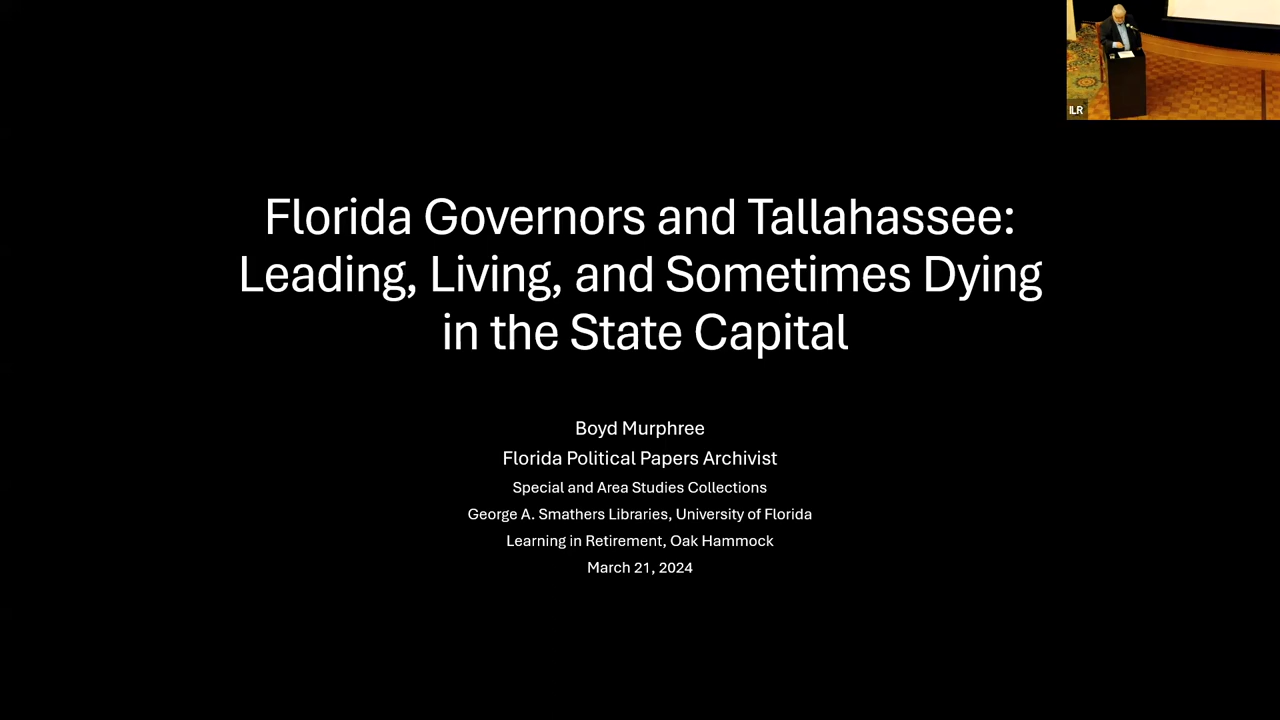 ILR
Florida Governors and Tallahassee:
Leading, Living, and Sometimes Dying
in the State Capital
Boyd Murphree
Florida Political Papers Archivist
Special and Area Studies Collections
George A. Smathers Libraries, University of Florida
Learning in Retirement, Oak Hammock
March 21, 2024